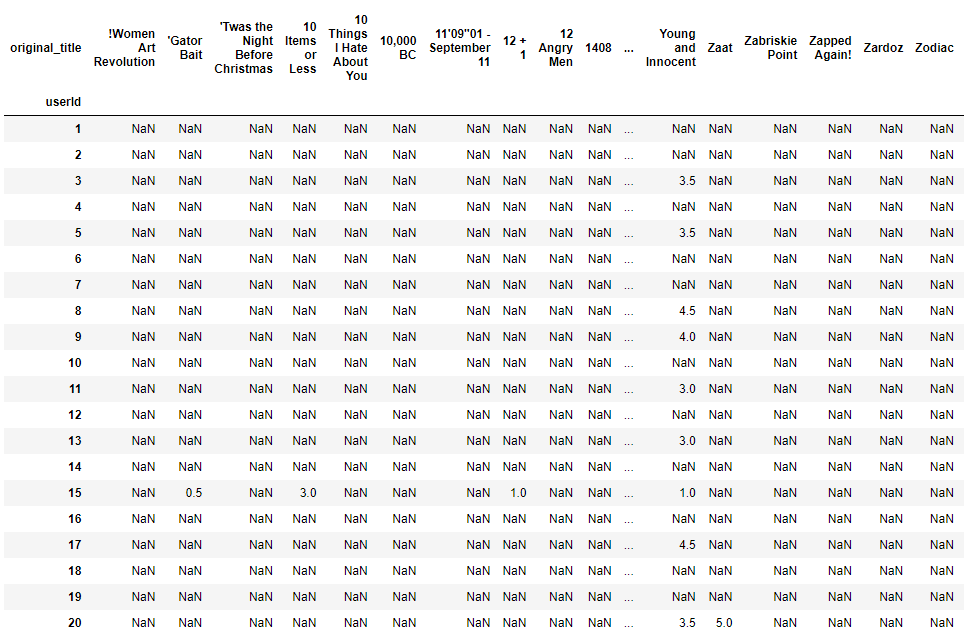 original_title !Women Art Revolution 'Gator Bait 'Twas the Night Before Christmas 10 Items or Less 10 Things I Hate About You 10,000 BC 11'09''01 - September 11 12 + 1 12 Angry Men 1408 ... Young and Innocent Zaat Zabriskie Point Zapped Again! Zardoz Zodiac
userId
1 NaN NaN NaN NaN NaN NaN NaN NaN NaN NaN ... NaN NaN NaN NaN NaN NaN
2 NaN NaN NaN NaN NaN NaN NaN NaN NaN NaN ... NaN NaN NaN NaN NaN NaN
3 NaN NaN NaN NaN NaN NaN NaN NaN NaN NaN ... 3.5 NaN NaN NaN NaN NaN
4 NaN NaN NaN NaN NaN NaN NaN NaN NaN NaN ... NaN NaN NaN NaN NaN NaN
5 NaN NaN NaN NaN NaN NaN NaN NaN NaN NaN ... 3.5 NaN NaN NaN NaN NaN
6 NaN NaN NaN NaN NaN NaN NaN NaN NaN NaN ... NaN NaN NaN NaN NaN NaN
7 NaN NaN NaN NaN NaN NaN NaN NaN NaN NaN ... NaN NaN NaN NaN NaN NaN
8 NaN NaN NaN NaN NaN NaN NaN NaN NaN NaN ... 4.5 NaN NaN NaN NaN NaN
9 NaN NaN NaN NaN NaN NaN NaN NaN NaN NaN ... 4.0 NaN NaN NaN NaN NaN
10 NaN NaN NaN NaN NaN NaN NaN NaN NaN NaN ... NaN NaN NaN NaN NaN NaN
11 NaN NaN NaN NaN NaN NaN NaN NaN NaN NaN ... 3.0 NaN NaN NaN NaN NaN
12 NaN NaN NaN NaN NaN NaN NaN NaN NaN NaN ... NaN NaN NaN NaN NaN NaN
13 NaN NaN NaN NaN NaN NaN NaN NaN NaN NaN ... 3.0 NaN NaN NaN NaN NaN
14 NaN NaN NaN NaN NaN NaN NaN NaN NaN NaN ... NaN NaN NaN NaN NaN NaN
15 NaN 0.5 NaN 3.0 NaN NaN NaN 1.0 NaN NaN ... 1.0 NaN NaN NaN NaN NaN
16 NaN NaN NaN NaN NaN NaN NaN NaN NaN NaN ... NaN NaN NaN NaN NaN NaN
17 NaN NaN NaN NaN NaN NaN NaN NaN NaN NaN ... 4.5 NaN NaN NaN NaN NaN
18 NaN NaN NaN NaN NaN NaN NaN NaN NaN NaN ... NaN NaN NaN NaN NaN NaN
19 NaN NaN NaN NaN NaN NaN NaN NaN NaN NaN ... NaN NaN NaN NaN NaN NaN
20 NaN NaN NaN NaN NaN NaN NaN NaN NaN NaN ... 3.5 5.0 NaN NaN NaN NaN